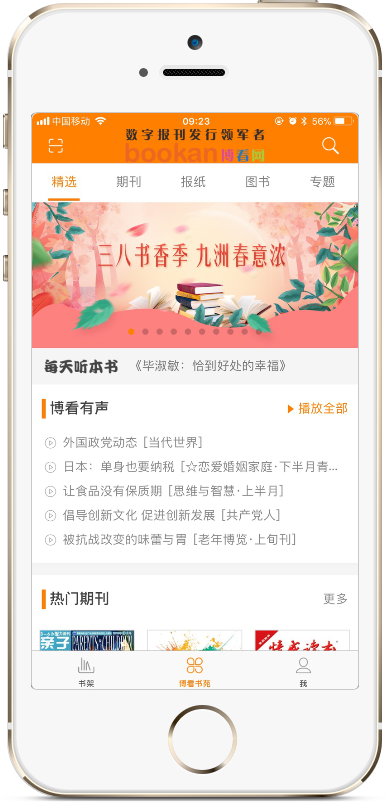 中国移动 09:23 56%
数字报刊发行领军者
bookan博看网
精选 期刊 报纸 图书 专题
三八书香季 九洲春意浓
每天听本书 《毕淑敏：恰到好处的幸福》
博看有声 播放全部
外国政党动态 [当代世界]
日本：单身也要纳税 [☆恋爱婚姻家庭·下半月青...
让食品没有保质期 [思维与智慧·上半月]
倡导创新文化 促进创新发展 [共产党人]
被抗战改变的味蕾与胃 [老年博览·上旬刊]
热门期刊 更多
亲子 PARENTS
书架 博看书苑 我